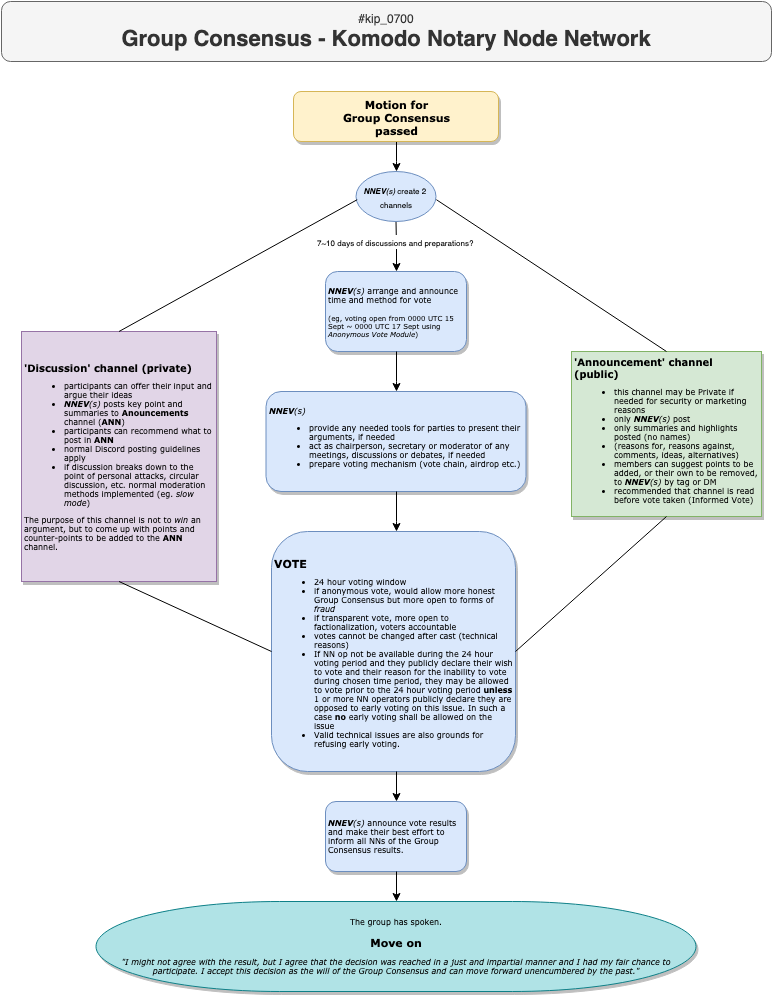 #kip_0700
Group Consensus - Komodo Notary Node Network
Motion for
Group Consensus
passed
NNEV(s) create 2
channels
7~10 days of discussions and preparations?
NNEV(s) arrange and announce
time and method for vote
(eg, voting open from 0000 UTC 15
Sept ~ 0000 UTC 17 Sept using
Anonymous Vote Module)
'Discussion' channel (private)
• participants can offer their input and
argue their ideas
• NNEV(s) posts key point and
summaries to Anouncements
channel (ANN)
• participants can recommend what to
post in ANN
• normal Discord posting guidelines
apply
• if discussion breaks down to the
point of personal attacks, circular
discussion, etc. normal moderation
methods implemented (eg. slow
mode)
The purpose of this channel is not to win an
argument, but to come up with points and
counter-points to be added to the ANN
channel.
'Announcement' channel
(public)
• this channel may be Private if
needed for security or marketing
reasons
• only NNEV(s) post
• only summaries and highlights
posted (no names)
• (reasons for, reasons against,
comments, ideas, alternatives)
• members can suggest points to be
added, or their own to be removed,
to NNEV(s) by tag or DM
• recommended that channel is read
before vote taken (Informed Vote)
NNEV(s)
• provide any needed tools for parties to present their
arguments, if needed
• act as chairperson, secretary or moderator of any
meetings, discussions or debates, if needed
• prepare voting mechanism (vote chain, airdrop etc.)
VOTE
• 24 hour voting window
• if anonymous vote, would allow more honest
Group Consensus but more open to forms of
fraud
• if transparent vote, more open to
factionalization, voters accountable
• votes cannot be changed after cast (technical
reasons)
• If NN op not be available during the 24 hour
voting period and they publicly declare their wish
to vote and their reason for the inability to vote
during chosen time period, they may be allowed
to vote prior to the 24 hour voting period unless
1 or more NN operators publicly declare they are
opposed to early voting on this issue. In such a
case no early voting shall be allowed on the
issue
• Valid technical issues are also grounds for
refusing early voting.
NNEV(s) announce vote results
and make their best effort to
inform all NNs of the Group
Consensus results.
The group has spoken.
Move on
"I might not agree with the result, but I agree that the decision was reached in a just and impartial manner and I had my fair chance to
participate. I accept this decision as the will of the Group Consensus and can move forward unencumbered by the past."